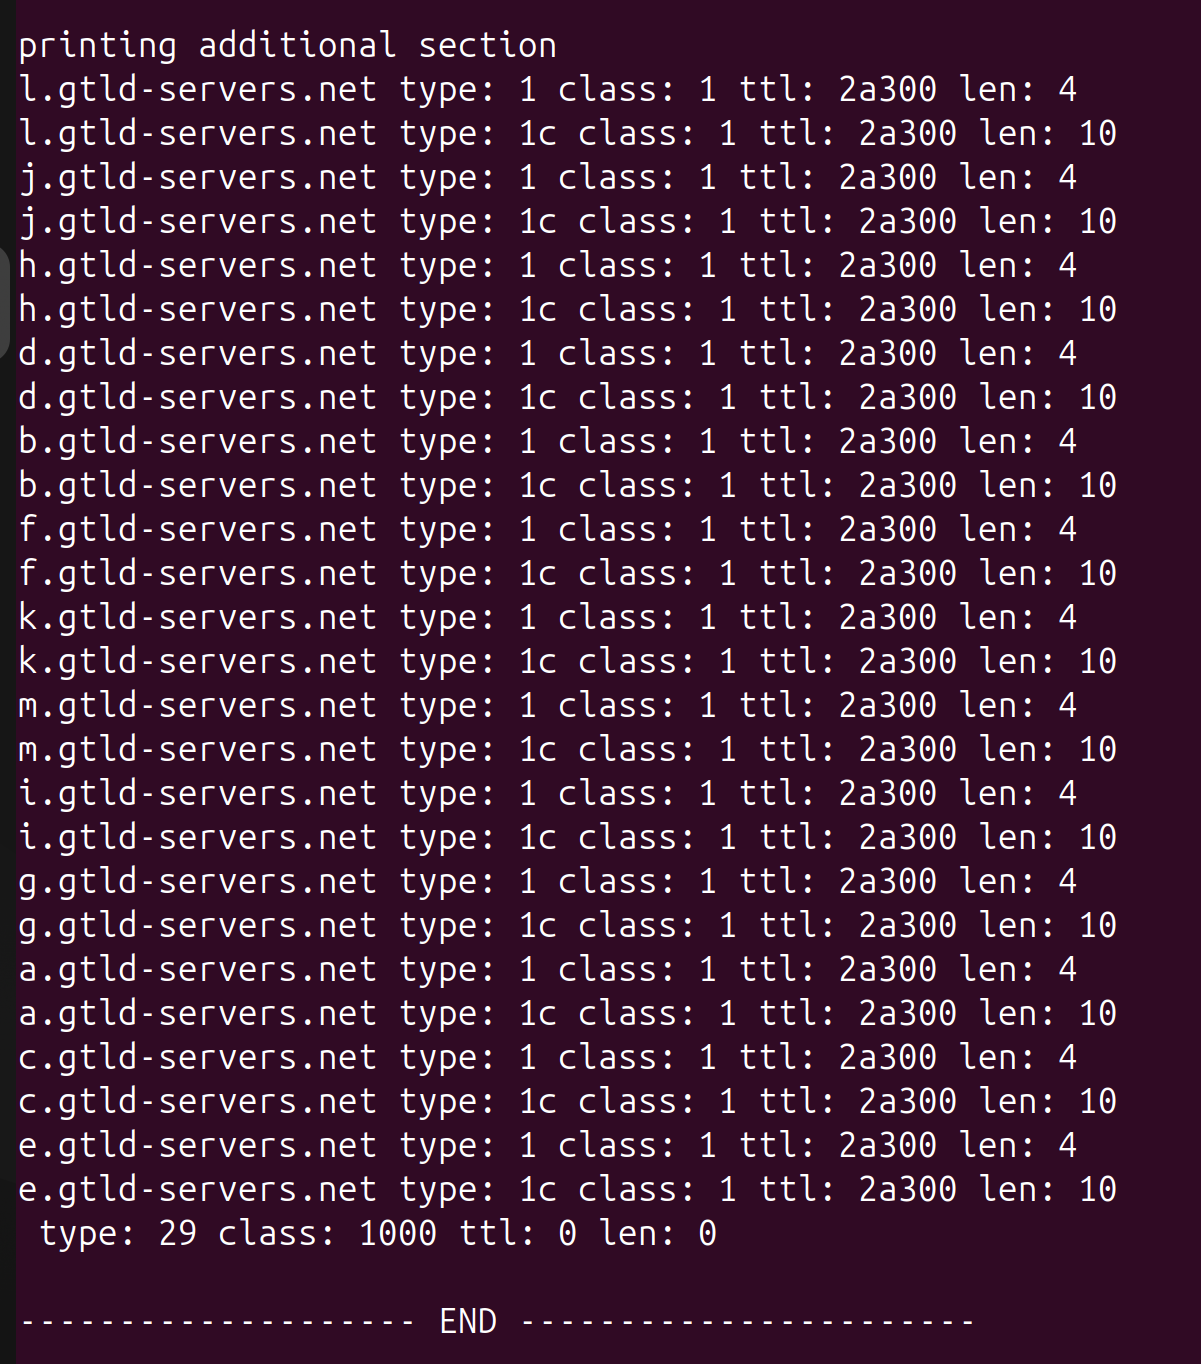 printing additional section
l.gtld-servers.net type: 1 class: 1 ttl: 2a300 len: 4
l.gtld-servers.net type: 1c class: 1 ttl: 2a300 len: 10
j.gtld-servers.net type: 1 class: 1 ttl: 2a300 len: 4
j.gtld-servers.net type: 1c class: 1 ttl: 2a300 len: 10
h.gtld-servers.net type: 1 class: 1 ttl: 2a300 len: 4
h.gtld-servers.net type: 1c class: 1 ttl: 2a300 len: 10
d.gtld-servers.net type: 1 class: 1 ttl: 2a300 len: 4
d.gtld-servers.net type: 1c class: 1 ttl: 2a300 len: 10
b.gtld-servers.net type: 1 class: 1 ttl: 2a300 len: 4
b.gtld-servers.net type: 1c class: 1 ttl: 2a300 len: 10
f.gtld-servers.net type: 1 class: 1 ttl: 2a300 len: 4
f.gtld-servers.net type: 1c class: 1 ttl: 2a300 len: 10
k.gtld-servers.net type: 1 class: 1 ttl: 2a300 len: 4
k.gtld-servers.net type: 1c class: 1 ttl: 2a300 len: 10
m.gtld-servers.net type: 1 class: 1 ttl: 2a300 len: 4
m.gtld-servers.net type: 1c class: 1 ttl: 2a300 len: 10
i.gtld-servers.net type: 1 class: 1 ttl: 2a300 len: 4
i.gtld-servers.net type: 1c class: 1 ttl: 2a300 len: 10
g.gtld-servers.net type: 1 class: 1 ttl: 2a300 len: 4
g.gtld-servers.net type: 1c class: 1 ttl: 2a300 len: 10
a.gtld-servers.net type: 1 class: 1 ttl: 2a300 len: 4
a.gtld-servers.net type: 1c class: 1 ttl: 2a300 len: 10
c.gtld-servers.net type: 1 class: 1 ttl: 2a300 len: 4
c.gtld-servers.net type: 1c class: 1 ttl: 2a300 len: 10
e.gtld-servers.net type: 1 class: 1 ttl: 2a300 len: 4
e.gtld-servers.net type: 1c class: 1 ttl: 2a300 len: 10
 type: 29 class: 1000 ttl: 0 len: 0
-------------------- END -----------------------